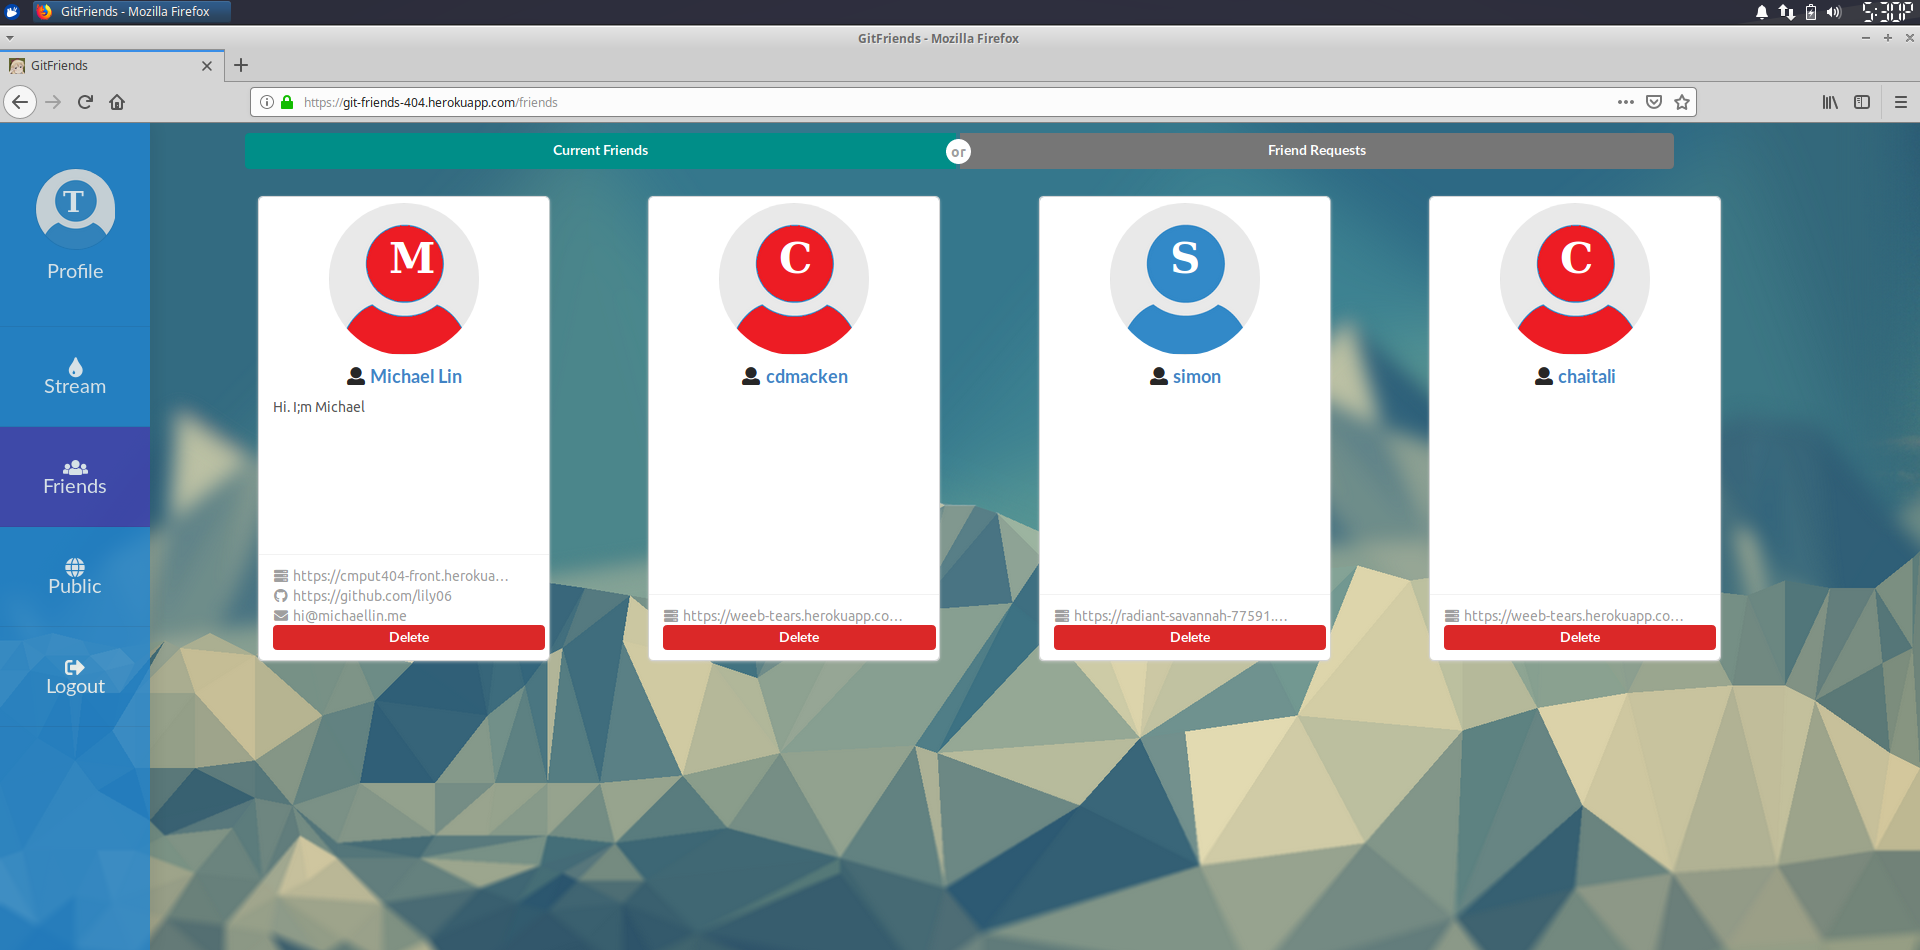 GitFriends - Mozilla Firefox
5:30P
GitFriends - Mozilla Firefox
GitFriends
https://git-friends-404.herokuapp.com/friends
T
Profile
Stream
Friends
Public
Logout
Current Friends
or
Friend Requests
M
Michael Lin
Hi. I;m Michael
https://cmput404-front.herokua...
https://github.com/lily06
hi@michaellin.me
Delete
C
cdmacken
https://weeb-tears.herokuapp.co...
Delete
S
simon
https://radiant-savannah-77591....
Delete
C
chaitali
https://weeb-tears.herokuapp.co...
Delete